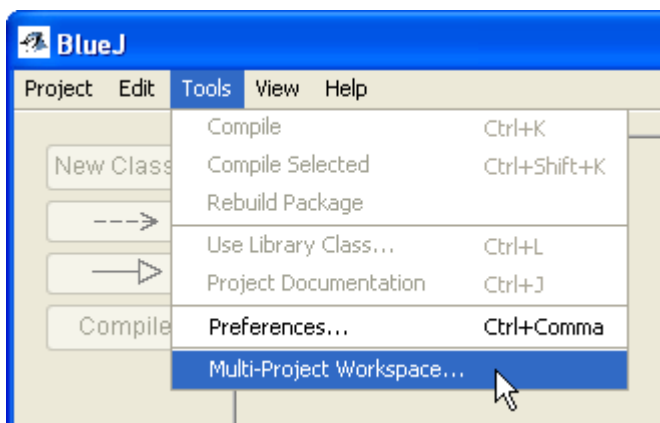 BlueJ
Project Edit Tools View Help
New Class
Compile
Compile Ctrl+K
Compile Selected Ctrl+Shift+K
Rebuild Package
Use Library Class... Ctrl+L
Project Documentation Ctrl+J
Preferences... Ctrl+Comma
Multi-Project Workspace...